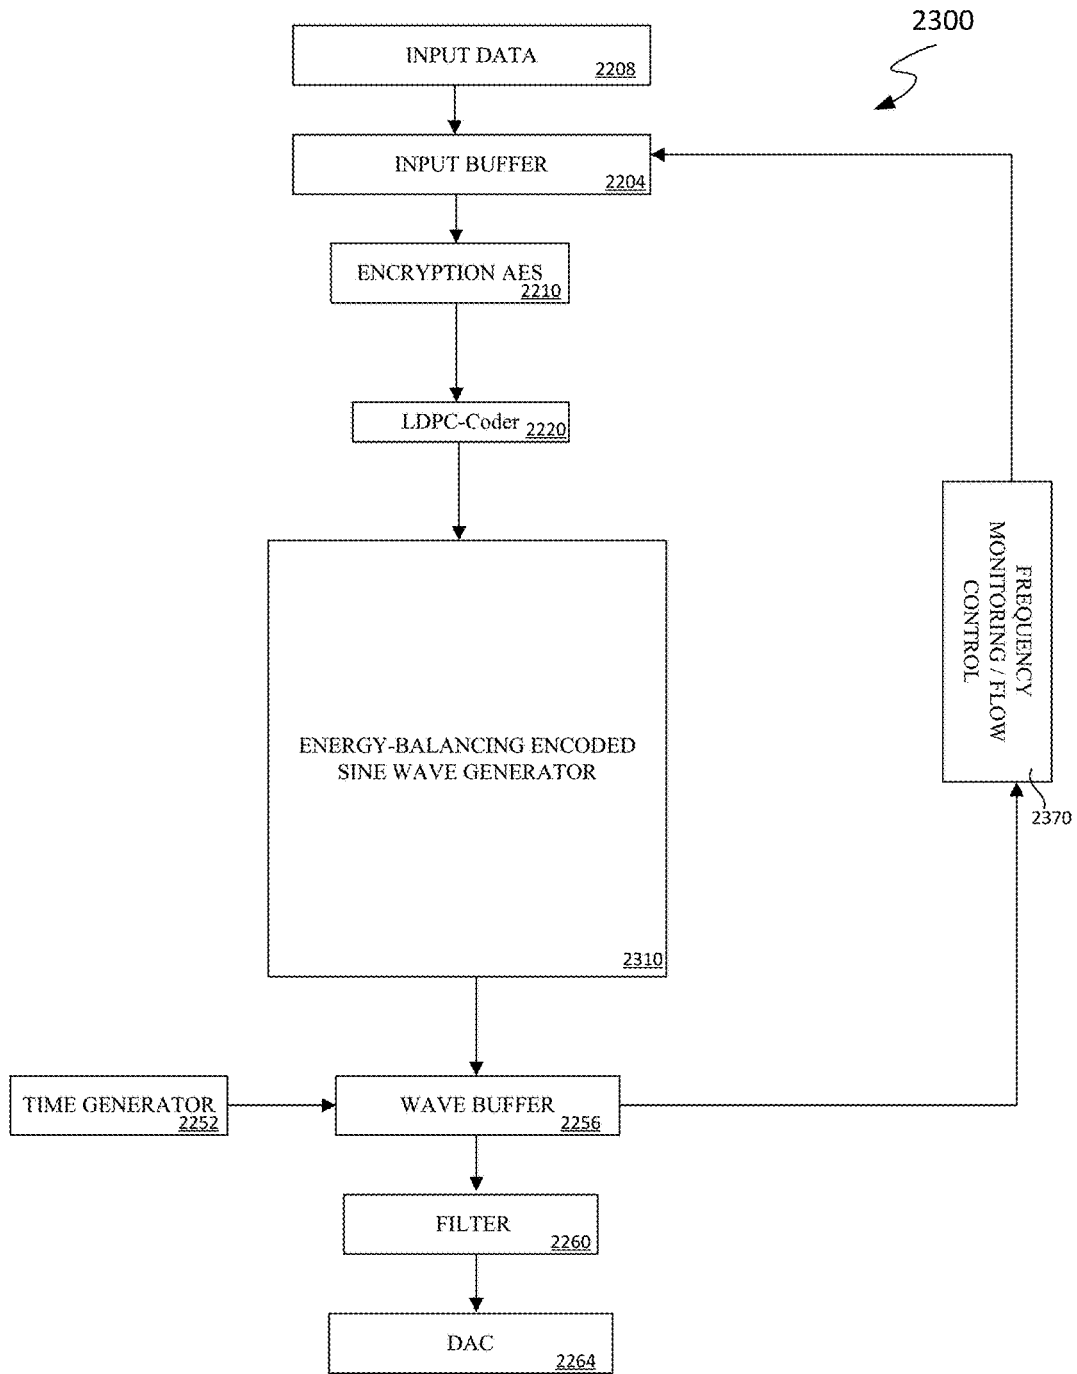 2300
INPUT DATA
2208
INPUT BUFFER
2204
ENCRYPTION AES
2210
LDPC-Coder
2220
FREQUENCY
MONITORING / FLOW
CONTROL
2370
ENERGY-BALANCING ENCODED
SINE WAVE GENERATOR
2310
TIME GENERATOR
2252
WAVE BUFFER
2256
FILTER
2260
DAC
2264